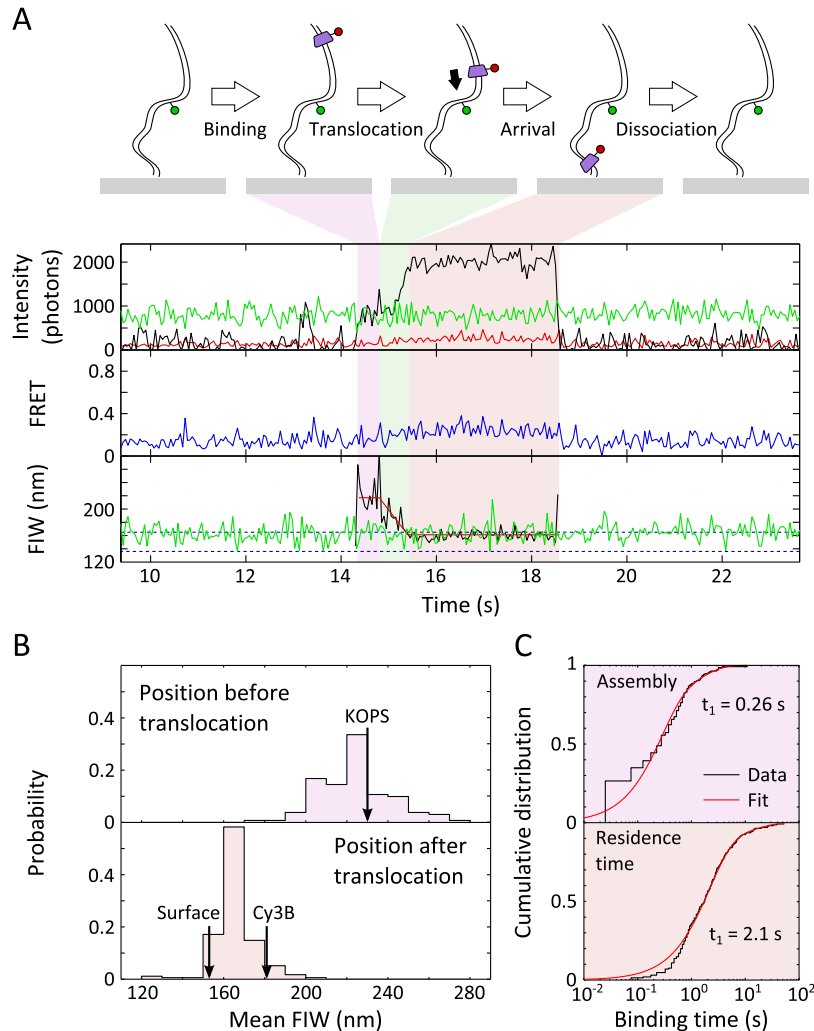 A
Binding
Translocation
Arrival
Dissociation
Intensity
(photons)
2000
1000
0
FRET
0.8
0.4
0
FIW (nm)
200
120
10
12
14
16
18
20
22
Time (s)
B
Position before
translocation
KOPS
0.4
0.2
0
Probability
Position after
translocation
Surface
Cy3B
0.4
0.2
0
120
160
200
240
280
Mean FIW (nm)
C
Cumulative distribution
1
Assembly
t1 = 0.26 s
0.5
Data
Fit
0
Residence
time
0.5
t1 = 2.1 s
0
10-2
10-1
100
101
102
Binding time (s)